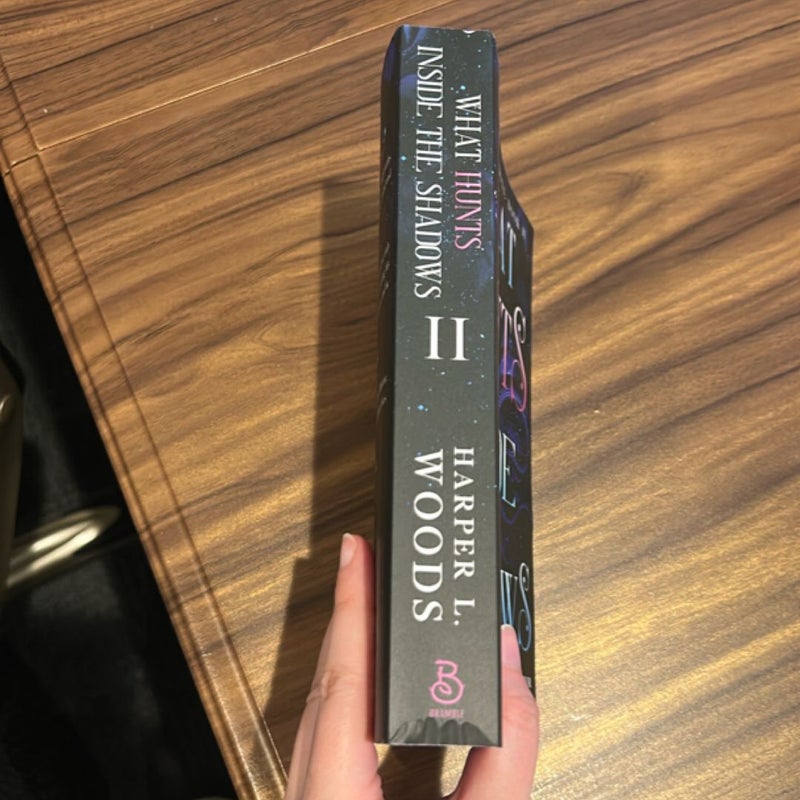 WHAT HUNTS
INSIDE THE SHADOWS
II
HARPER L.
WOODS
B
BRAMBLE